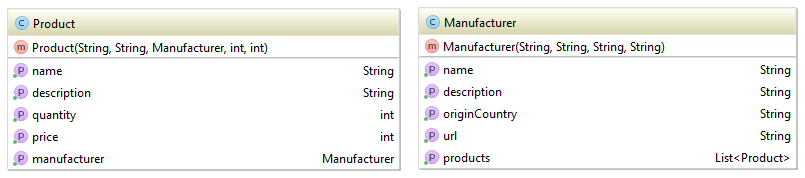 C Product
m Product(String, String, Manufacturer, int, int)
P name String
P description String
P quantity int
P price int
P manufacturer Manufacturer
C Manufacturer
m Manufacturer(String, String, String, String)
P name String
P description String
P originCountry String
P url String
P products List<Product>